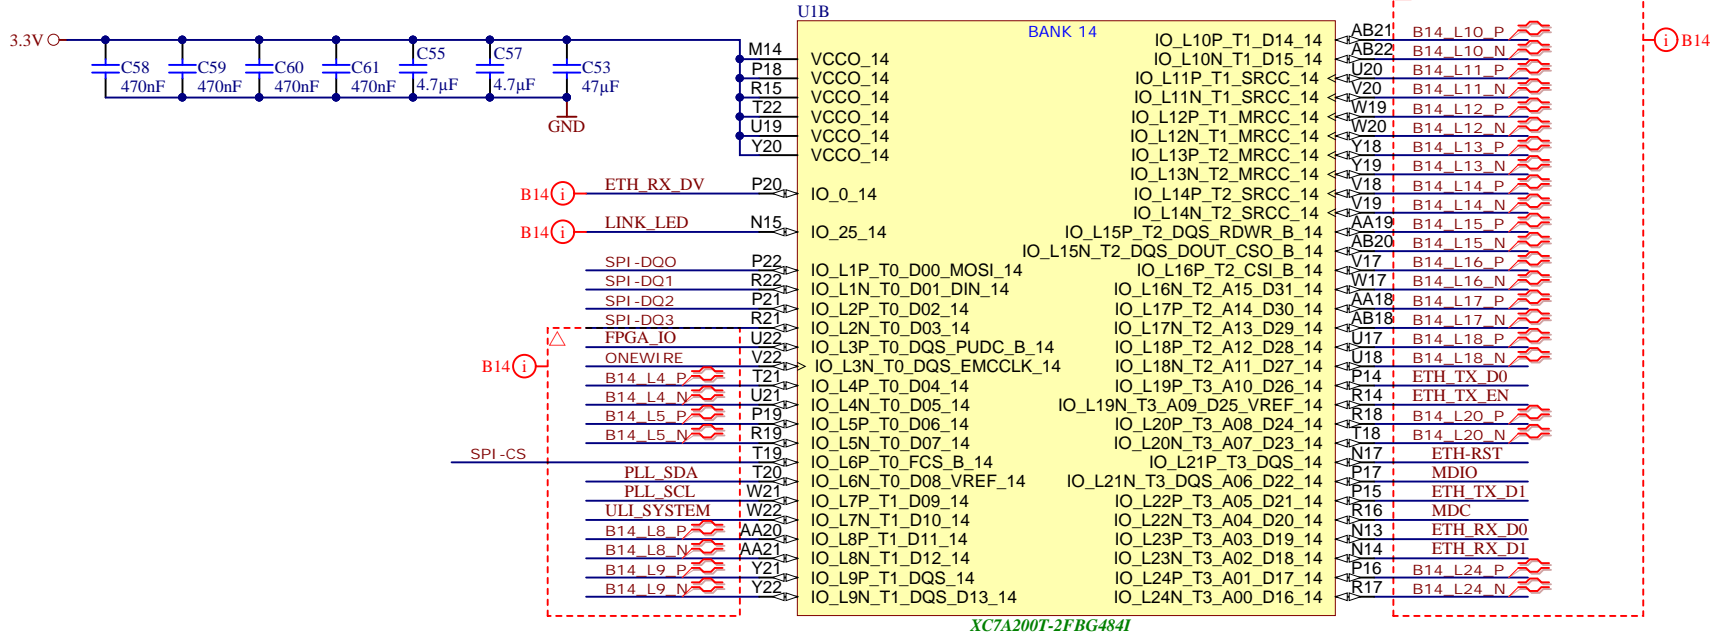 U1B
BANK 14
3.3V
C58
470nF
C59
470nF
C60
470nF
C61
470nF
C55
4.7µF
C57
4.7µF
C53
47µF
GND
M14 VCCO_14
P18 VCCO_14
R15 VCCO_14
T22 VCCO_14
U19 VCCO_14
Y20 VCCO_14
B14 i ETH_RX_DV P20 IO_0_14
B14 i LINK_LED N15 IO_25_14
SPI-DQ0 P22 IO_L1P_T0_D00_MOSI_14
SPI-DQ1 R22 IO_L1N_T0_D01_DIN_14
SPI-DQ2 P21 IO_L2P_T0_D02_14
SPI-DQ3 R21 IO_L2N_T0_D03_14
FPGA_IO U22 IO_L3P_T0_DQS_PUDC_B_14
B14 i
ONEWIRE V22 IO_L3N_T0_DQS_EMCCLK_14
B14_L4_P T21 IO_L4P_T0_D04_14
B14_L4_N U21 IO_L4N_T0_D05_14
B14_L5_P P19 IO_L5P_T0_D06_14
B14_L5_N R19 IO_L5N_T0_D07_14
SPI-CS T19 IO_L6P_T0_FCS_B_14
PLL_SDA T20 IO_L6N_T0_D08_VREF_14
PLL_SCL W21 IO_L7P_T1_D09_14
ULI_SYSTEM W22 IO_L7N_T1_D10_14
B14_L8_P AA20 IO_L8P_T1_D11_14
B14_L8_N AA21 IO_L8N_T1_D12_14
B14_L9_P Y21 IO_L9P_T1_DQS_14
B14_L9_N Y22 IO_L9N_T1_DQS_D13_14
IO_L10P_T1_D14_14 AB21 B14_L10_P
i B14
IO_L10N_T1_D15_14 AB22 B14_L10_N
IO_L11P_T1_SRCC_14 U20 B14_L11_P
IO_L11N_T1_SRCC_14 V20 B14_L11_N
IO_L12P_T1_MRCC_14 W19 B14_L12_P
IO_L12N_T1_MRCC_14 W20 B14_L12_N
IO_L13P_T2_MRCC_14 Y18 B14_L13_P
IO_L13N_T2_MRCC_14 Y19 B14_L13_N
IO_L14P_T2_SRCC_14 V18 B14_L14_P
IO_L14N_T2_SRCC_14 V19 B14_L14_N
IO_L15P_T2_DQS_RDWR_B_14 AA19 B14_L15_P
IO_L15N_T2_DQS_DOUT_CSO_B_14 AB20 B14_L15_N
IO_L16P_T2_CSI_B_14 V17 B14_L16_P
IO_L16N_T2_A15_D31_14 W17 B14_L16_N
IO_L17P_T2_A14_D30_14 AA18 B14_L17_P
IO_L17N_T2_A13_D29_14 AB18 B14_L17_N
IO_L18P_T2_A12_D28_14 U17 B14_L18_P
IO_L18N_T2_A11_D27_14 U18 B14_L18_N
IO_L19P_T3_A10_D26_14 P14 ETH_TX_D0
IO_L19N_T3_A09_D25_VREF_14 R14 ETH_TX_EN
IO_L20P_T3_A08_D24_14 R18 B14_L20_P
IO_L20N_T3_A07_D23_14 T18 B14_L20_N
IO_L21P_T3_DQS_14 N17 ETH-RST
IO_L21N_T3_DQS_A06_D22_14 P17 MDIO
IO_L22P_T3_A05_D21_14 P15 ETH_TX_D1
IO_L22N_T3_A04_D20_14 R16 MDC
IO_L23P_T3_A03_D19_14 N13 ETH_RX_D0
IO_L23N_T3_A02_D18_14 N14 ETH_RX_D1
IO_L24P_T3_A01_D17_14 P16 B14_L24_P
IO_L24N_T3_A00_D16_14 R17 B14_L24_N
XC7A200T-2FBG484I